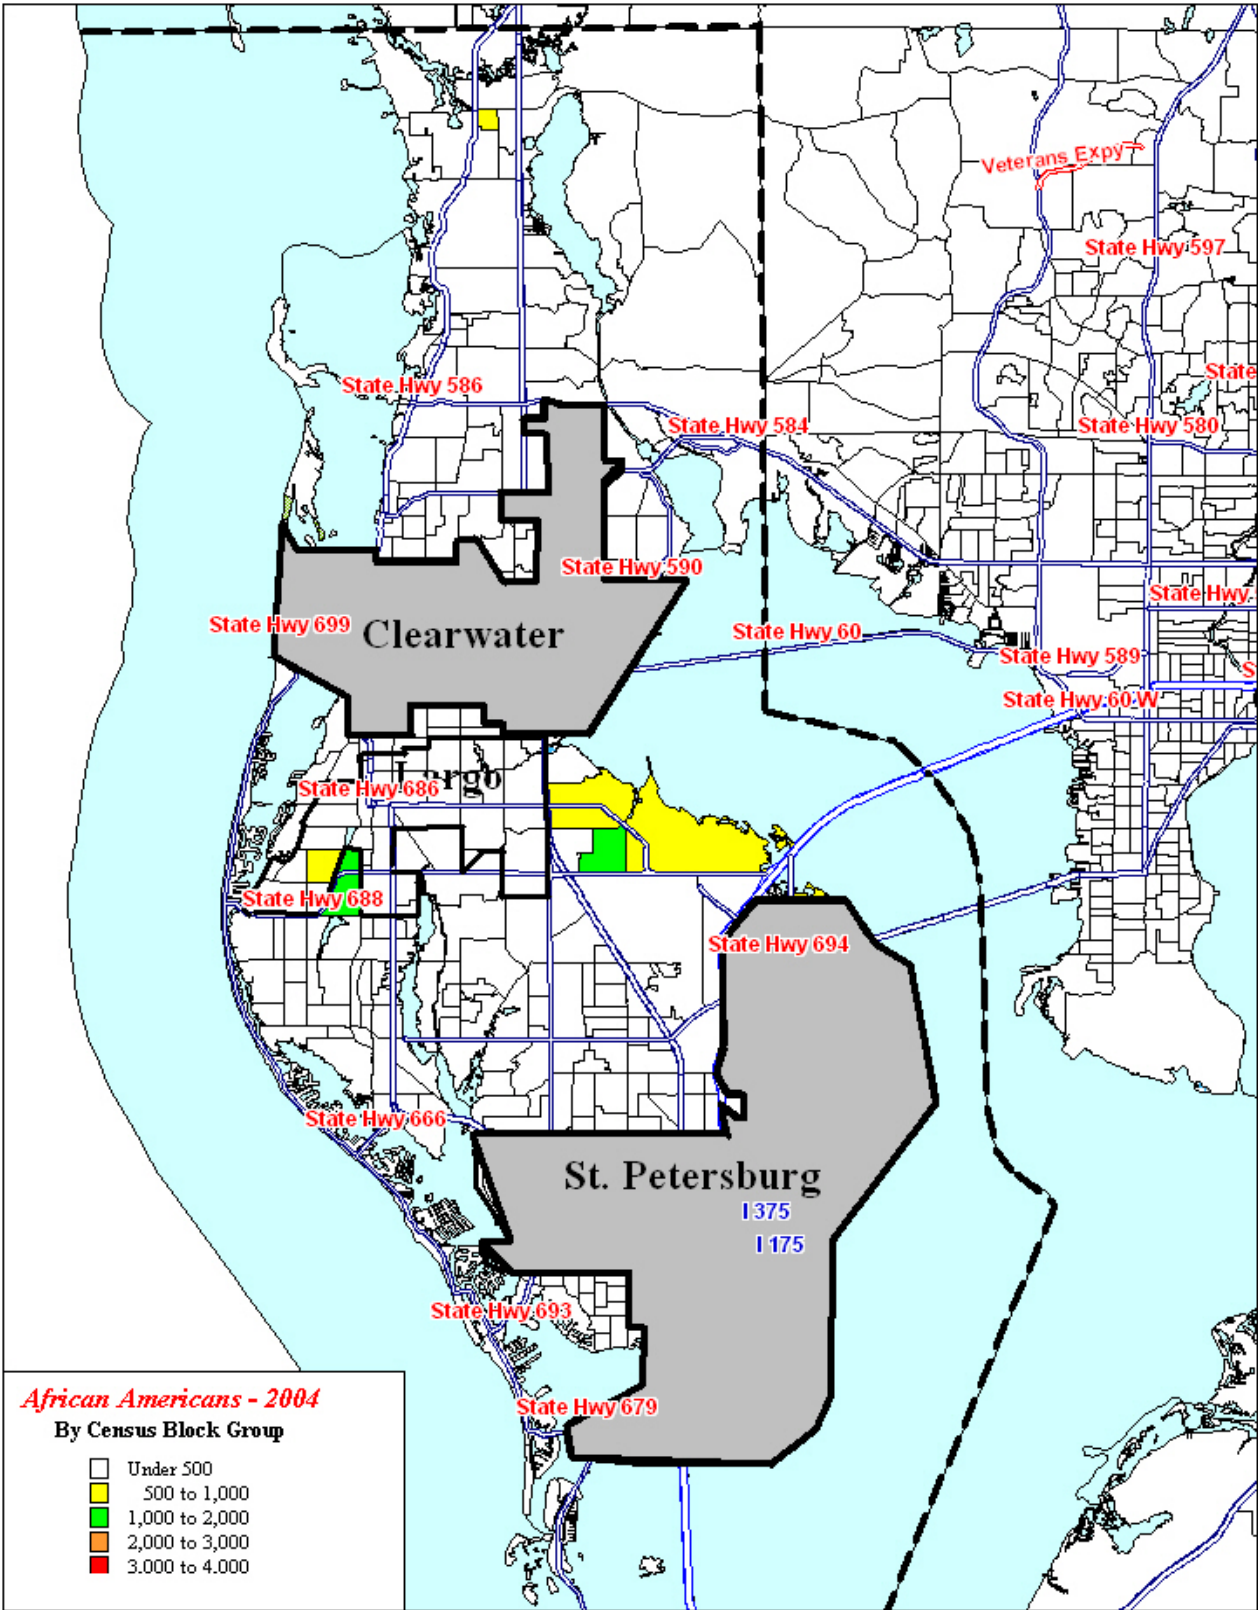 Veterans Expy
State Hwy 597
State
State Hwy 586
State Hwy 584
State Hwy 580
State Hwy 590
State Hwy
State Hwy 699
Clearwater
State Hwy 60
State Hwy 589
S
State Hwy 60 W
Largo
State Hwy 686
State Hwy 688
State Hwy 694
State Hwy 666
St. Petersburg
I 375
I 175
State Hwy 693
State Hwy 679
African Americans - 2004
By Census Block Group
Under 500
500 to 1,000
1,000 to 2,000
2,000 to 3,000
3.000 to 4.000